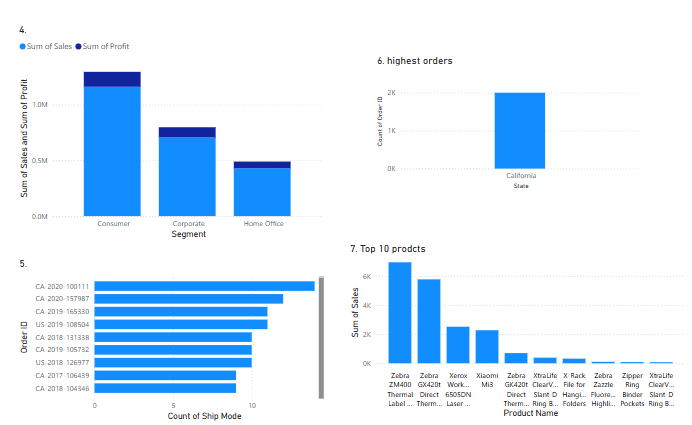 4.
Sum of Sales Sum of Profit
Sum of Sales and Sum of Profit
1.0M
0.5M
0.0M
Consumer Corporate Home Office
Segment
6. highest orders
Count of Order ID
2K
1K
0K
California
State
5.
Order ID
CA-2020-100111
CA-2020-157987
CA-2019-165330
US-2019-108504
CA-2018-131338
CA-2019-105732
US-2018-126977
CA-2017-106439
CA-2018-104346
0 5 10
Count of Ship Mode
7. Top 10 prodcts
Sum of Sales
6K
4K
2K
0K
Zebra Zebra Xerox Xiaomi Zebra XtraLife X-Rack Zebra Zipper XtraLife
ZM400 GX420t Work... Mi3 GK420t ClearV... File for Zazzle Ring ClearV...
Thermal Direct 6505DN Direct Slant-D Hangi... Fluore... Binder Slant-D
Label ... Therm... Laser ... Therm... Ring B... Folders Highli... Pockets Ring B...
Product Name